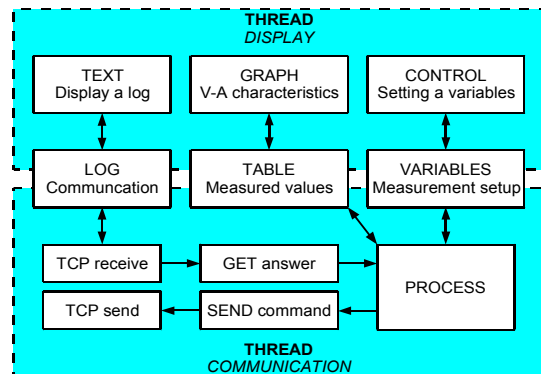 THREAD
DISPLAY
TEXT
Display a log
GRAPH
V-A characteristics
CONTROL
Setting a variables
LOG
Communcation
TABLE
Measured values
VARIABLES
Measurement setup
TCP receive
GET answer
PROCESS
TCP send
SEND command
THREAD
COMMUNICATION